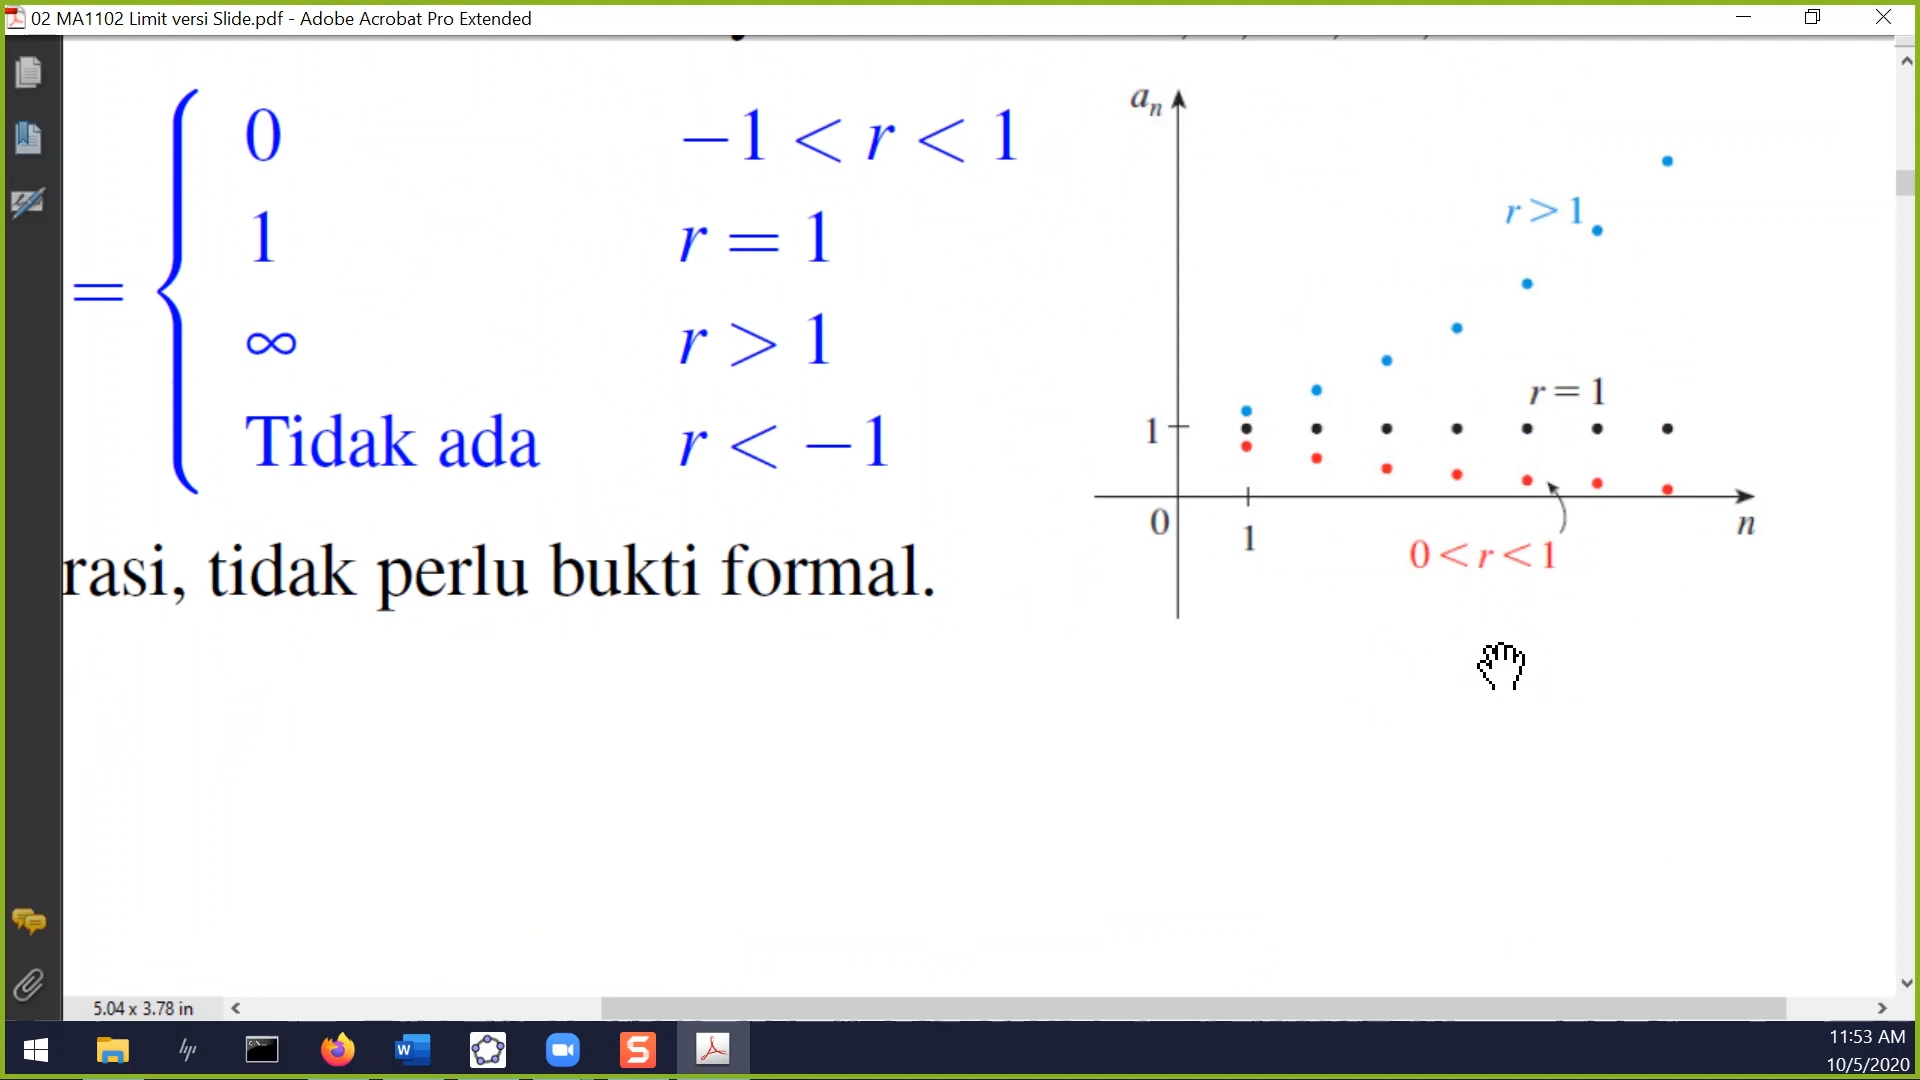 02 MA1102 Limit versi Slide.pdf - Adobe Acrobat Pro Extended
= { 0 −1 < r < 1
1 r = 1
∞ r > 1
Tidak ada r < −1
rasi, tidak perlu bukti formal.
aₙ
r > 1
r = 1
1
0
1
n
0 < r < 1
5.04 x 3.78 in
11:53 AM
10/5/2020